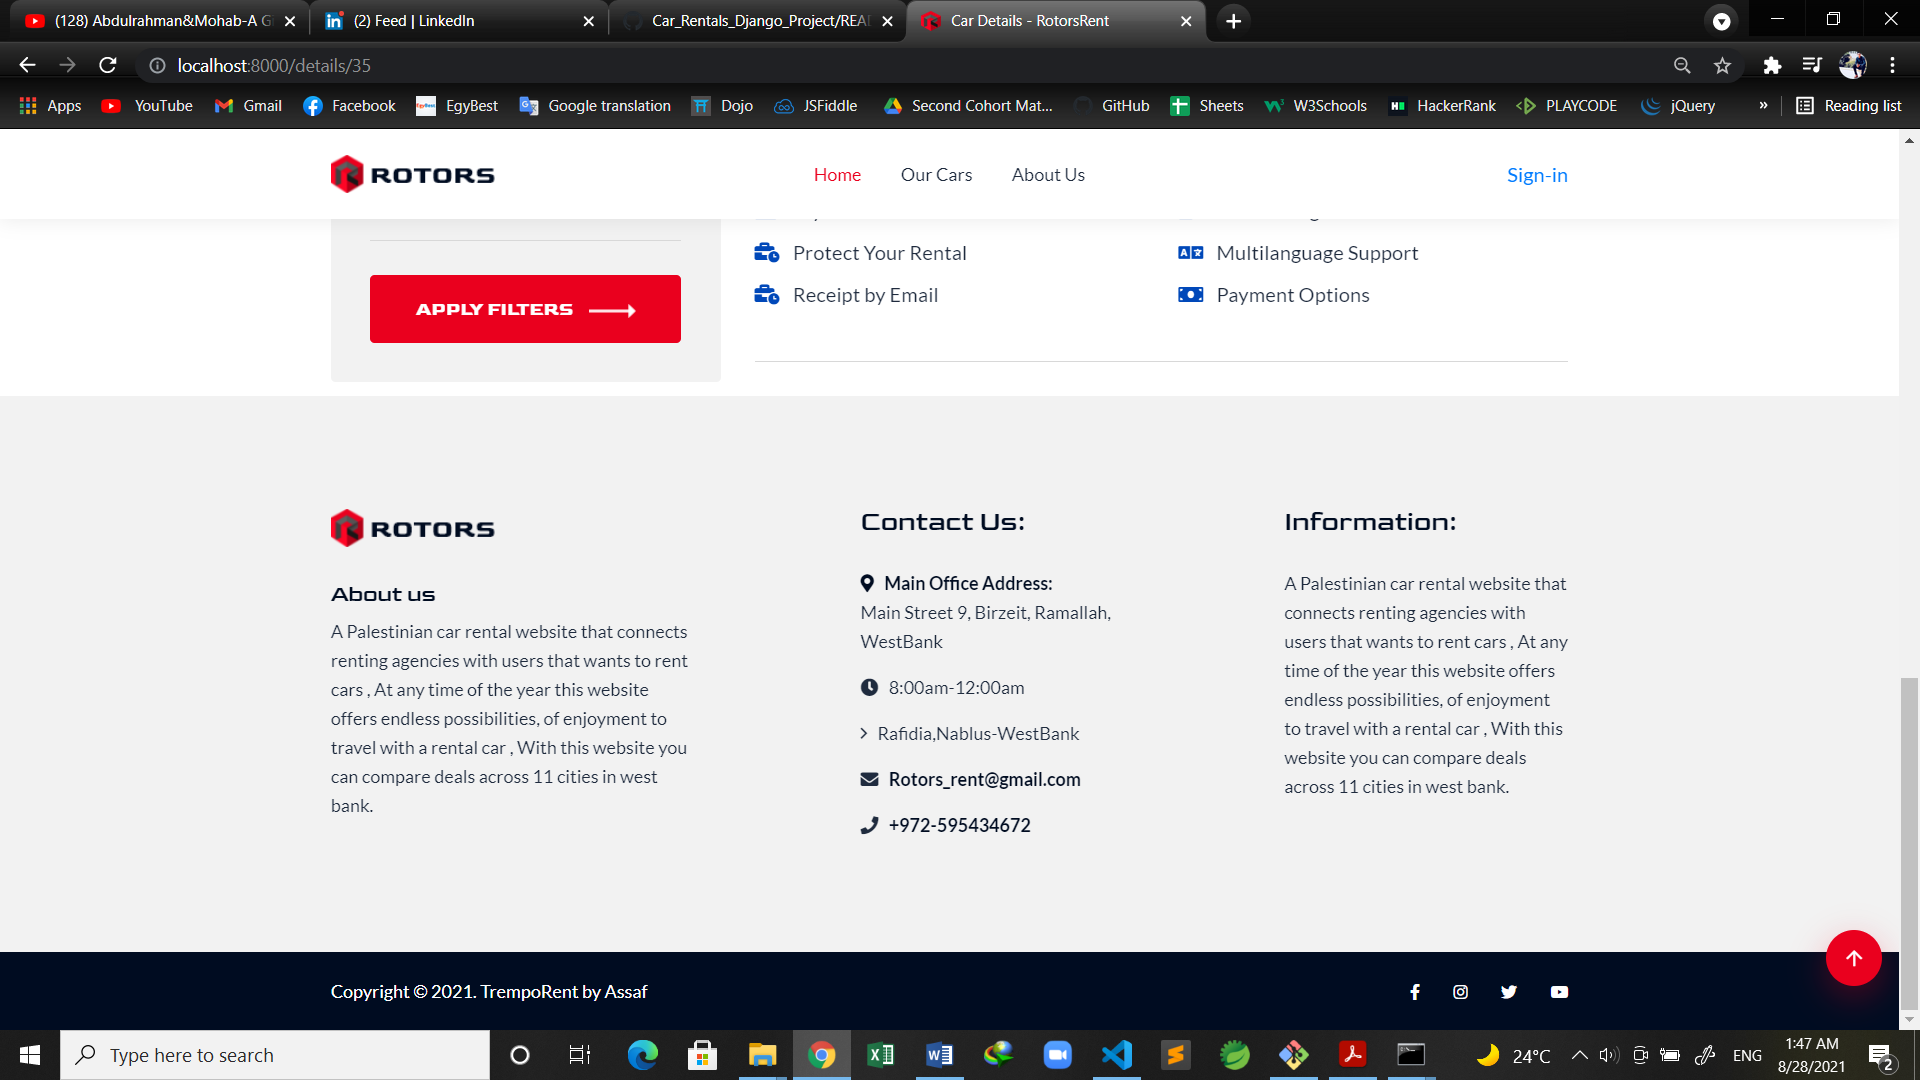 (128) Abdulrahman&Mohab-A G
(2) Feed | LinkedIn
Car_Rentals_Django_Project/REA
Car Details - RotorsRent
localhost:8000/details/35
Apps
YouTube
Gmail
Facebook
EgyBest
Google translation
Dojo
JSFiddle
Second Cohort Mat...
GitHub
Sheets
W3Schools
HackerRank
PLAYCODE
jQuery
»
Reading list
ROTORS
Home
Our Cars
About Us
Sign-in
Protect Your Rental
Multilanguage Support
Receipt by Email
Payment Options
APPLY FILTERS
ROTORS
About us
A Palestinian car rental website that connects
renting agencies with users that wants to rent
cars , At any time of the year this website
offers endless possibilities, of enjoyment to
travel with a rental car , With this website you
can compare deals across 11 cities in west
bank.
Contact Us:
Main Office Address:
Main Street 9, Birzeit, Ramallah,
WestBank
8:00am-12:00am
Rafidia,Nablus-WestBank
Rotors_rent@gmail.com
+972-595434672
Information:
A Palestinian car rental website that
connects renting agencies with
users that wants to rent cars , At any
time of the year this website offers
endless possibilities, of enjoyment
to travel with a rental car , With this
website you can compare deals
across 11 cities in west bank.
Copyright © 2021. TrempoRent by Assaf
Type here to search
24°C
ENG
1:47 AM
8/28/2021
2